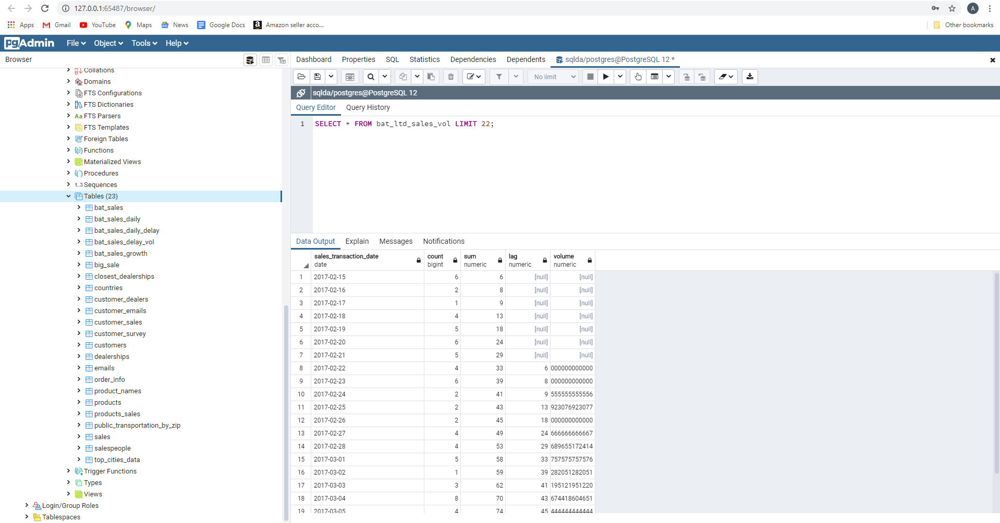 127.0.0.1:65487/browser/
A
Apps Gmail YouTube Maps News Google Docs Amazon seller acco... Other bookmarks
pgAdmin File Object Tools Help
Browser
Dashboard Properties SQL Statistics Dependencies Dependents sqlda/postgres@PostgreSQL 12 *
No limit
sqlda/postgres@PostgreSQL 12
Query Editor Query History
1 SELECT * FROM bat_ltd_sales_vol LIMIT 22;
Collations
Domains
FTS Configurations
FTS Dictionaries
Aa FTS Parsers
FTS Templates
Foreign Tables
Functions
Materialized Views
Procedures
1..3 Sequences
Tables (23)
bat_sales
bat_sales_daily
bat_sales_daily_delay
bat_sales_delay_vol
bat_sales_growth
big_sale
closest_dealerships
countries
customer_dealers
customer_emails
customer_sales
customer_survey
customers
dealerships
emails
order_info
product_names
products
products_sales
public_transportation_by_zip
sales
salespeople
top_cities_data
Trigger Functions
Types
Views
Login/Group Roles
Tablespaces
Data Output Explain Messages Notifications
sales_transaction_date count sum lag volume
date bigint numeric numeric numeric
1 2017-02-15 6 6 [null] [null]
2 2017-02-16 2 8 [null] [null]
3 2017-02-17 1 9 [null] [null]
4 2017-02-18 4 13 [null] [null]
5 2017-02-19 5 18 [null] [null]
6 2017-02-20 6 24 [null] [null]
7 2017-02-21 5 29 [null] [null]
8 2017-02-22 4 33 6 000000000000
9 2017-02-23 6 39 8 000000000000
10 2017-02-24 2 41 9 555555555556
11 2017-02-25 2 43 13 923076923077
12 2017-02-26 2 45 18 000000000000
13 2017-02-27 4 49 24 666666666667
14 2017-02-28 4 53 29 689655172414
15 2017-03-01 5 58 33 757575757576
16 2017-03-02 1 59 39 282051282051
17 2017-03-03 3 62 41 195121951220
18 2017-03-04 8 70 43 674418604651
19 2017-03-05 4 74 45 444444444444